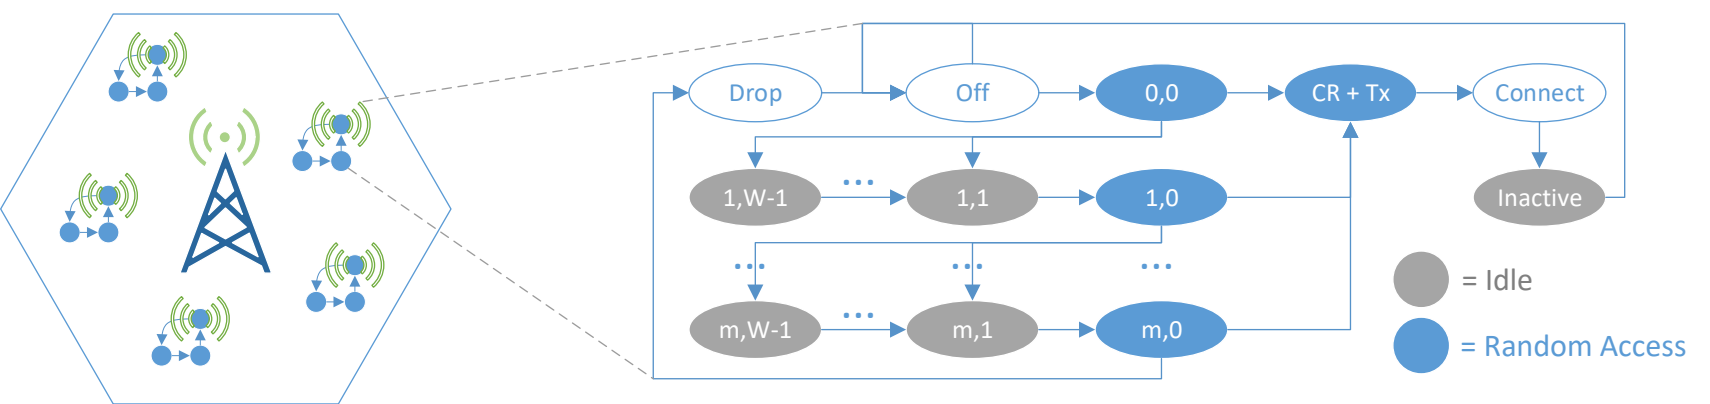 Drop
Off
0,0
CR + Tx
Connect
1,W-1
...
1,1
1,0
Inactive
...
...
...
= Idle
m,W-1
...
m,1
m,0
= Random Access